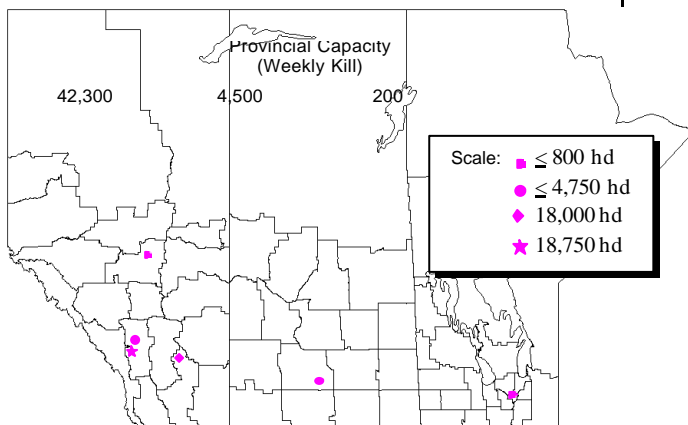 Provincial Capacity
(Weekly Kill)
42,300 4,500 200
Scale: ≤ 800 hd
≤ 4,750 hd
18,000 hd
18,750 hd